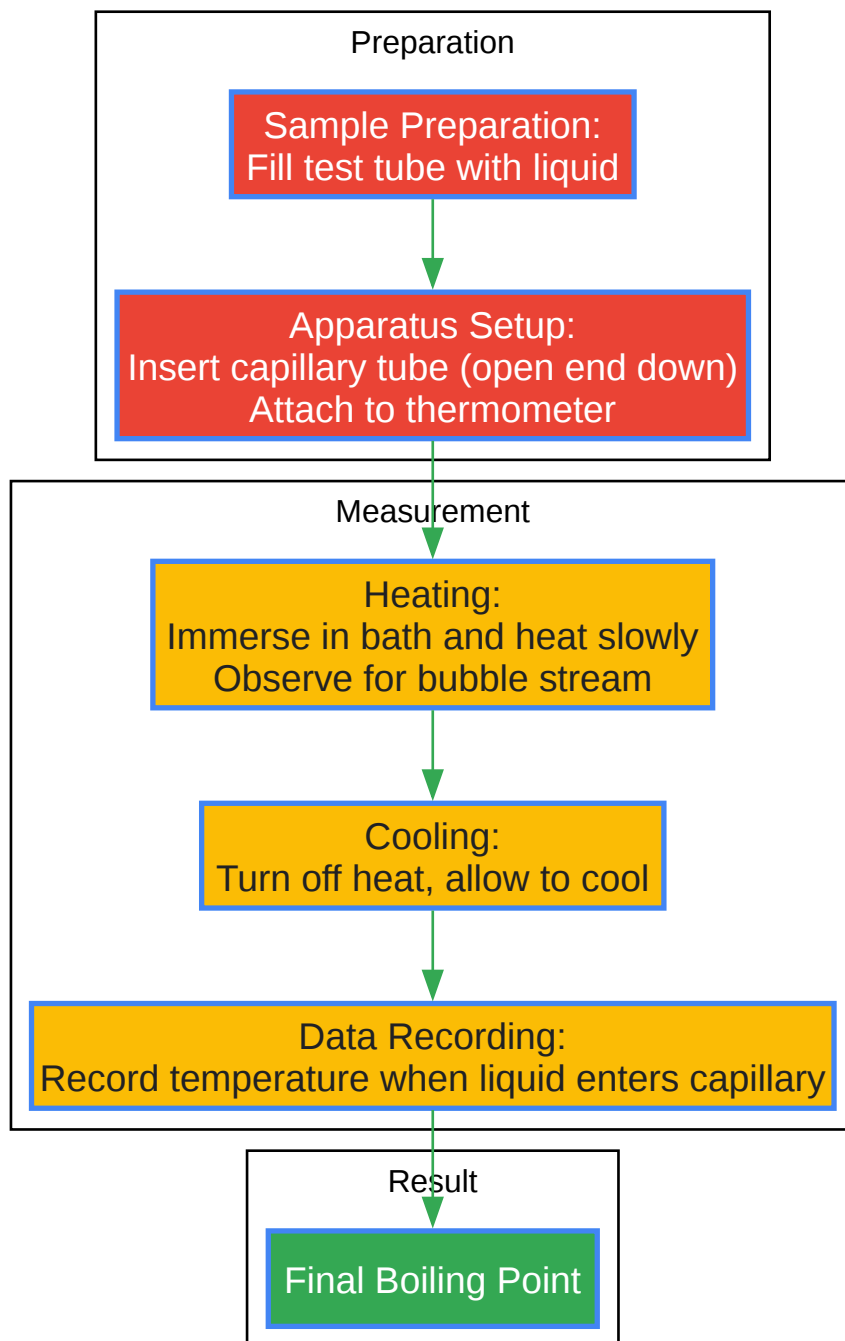 Preparation
Sample Preparation:
Fill test tube with liquid
Apparatus Setup:
Insert capillary tube (open end down)
Attach to thermometer
Measurement
Heating:
Immerse in bath and heat slowly
Observe for bubble stream
Cooling:
Turn off heat, allow to cool
Data Recording:
Record temperature when liquid enters capillary
Result
Final Boiling Point